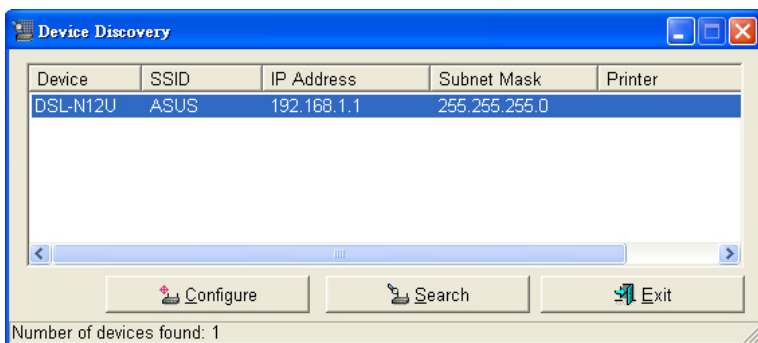 Device Discovery
Device SSID IP Address Subnet Mask Printer
DSL-N12U ASUS 192.168.1.1 255.255.255.0
Configure Search Exit
Number of devices found: 1